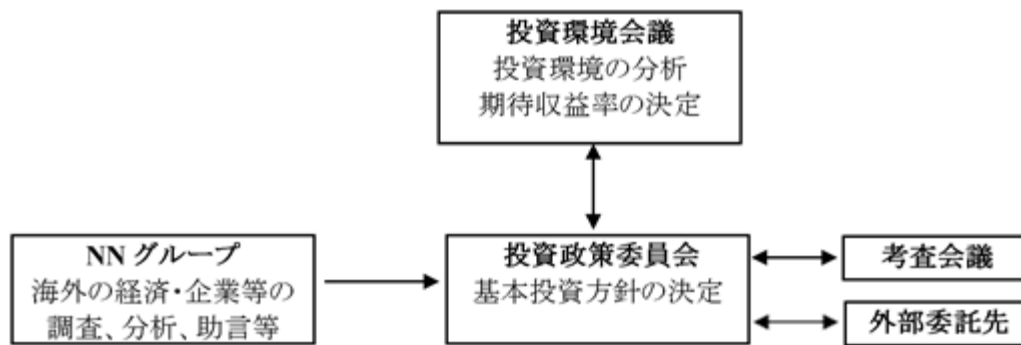 投資環境会議
投資環境の分析
期待収益率の決定
NN グループ
海外の経済・企業等の
調査、分析、助言等
投資政策委員会
基本投資方針の決定
考査会議
外部委託先